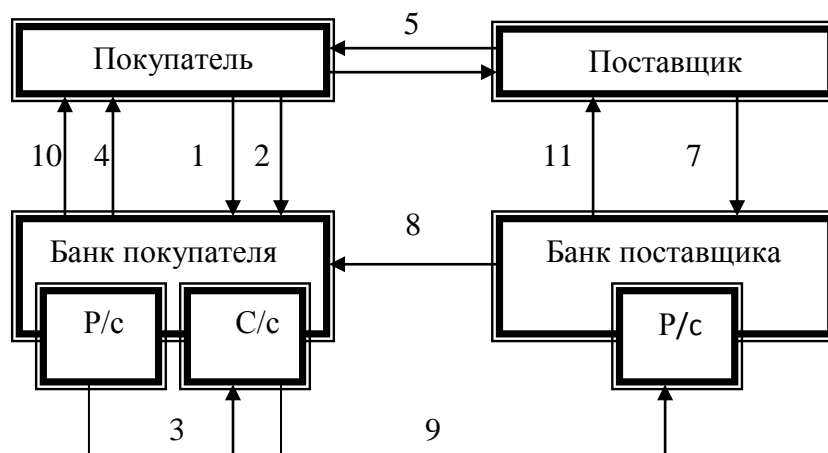 5
Покупатель
Поставщик
10
4
1
2
11
7
8
Банк покупателя
Банк поставщика
Р/с
С/с
Р/с
3
9